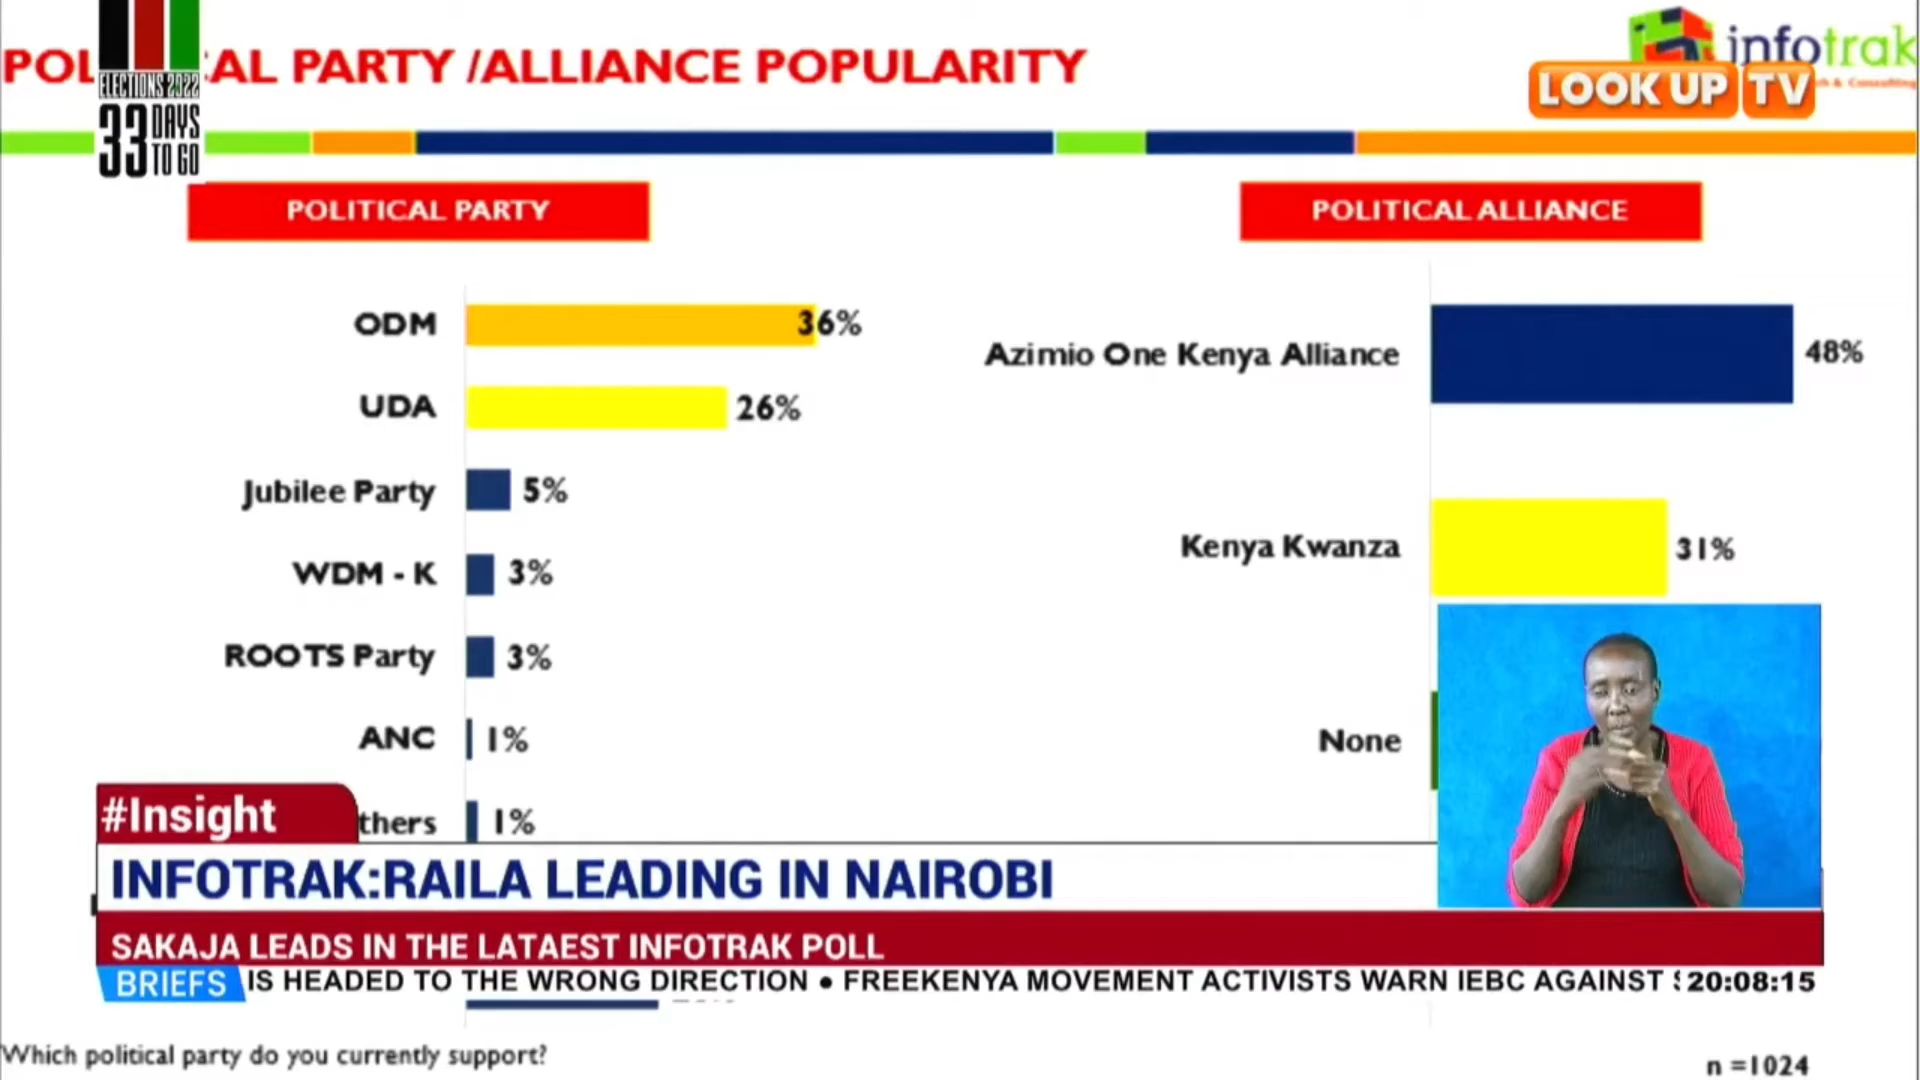 POL AL PARTY /ALLIANCE POPULARITY
infotrak
h & Consulting
LOOK UP TV
ELECTIONS 2022
33 DAYS TO GO
POLITICAL PARTY
POLITICAL ALLIANCE
ODM 36%
UDA 26%
Jubilee Party 5%
WDM - K 3%
ROOTS Party 3%
ANC 1%
thers 1%
Azimio One Kenya Alliance 48%
Kenya Kwanza 31%
None
#Insight
INFOTRAK:RAILA LEADING IN NAIROBI
SAKAJA LEADS IN THE LATAEST INFOTRAK POLL
BRIEFS IS HEADED TO THE WRONG DIRECTION ● FREEKENYA MOVEMENT ACTIVISTS WARN IEBC AGAINST 20:08:15
Which political party do you currently support?
n =1024